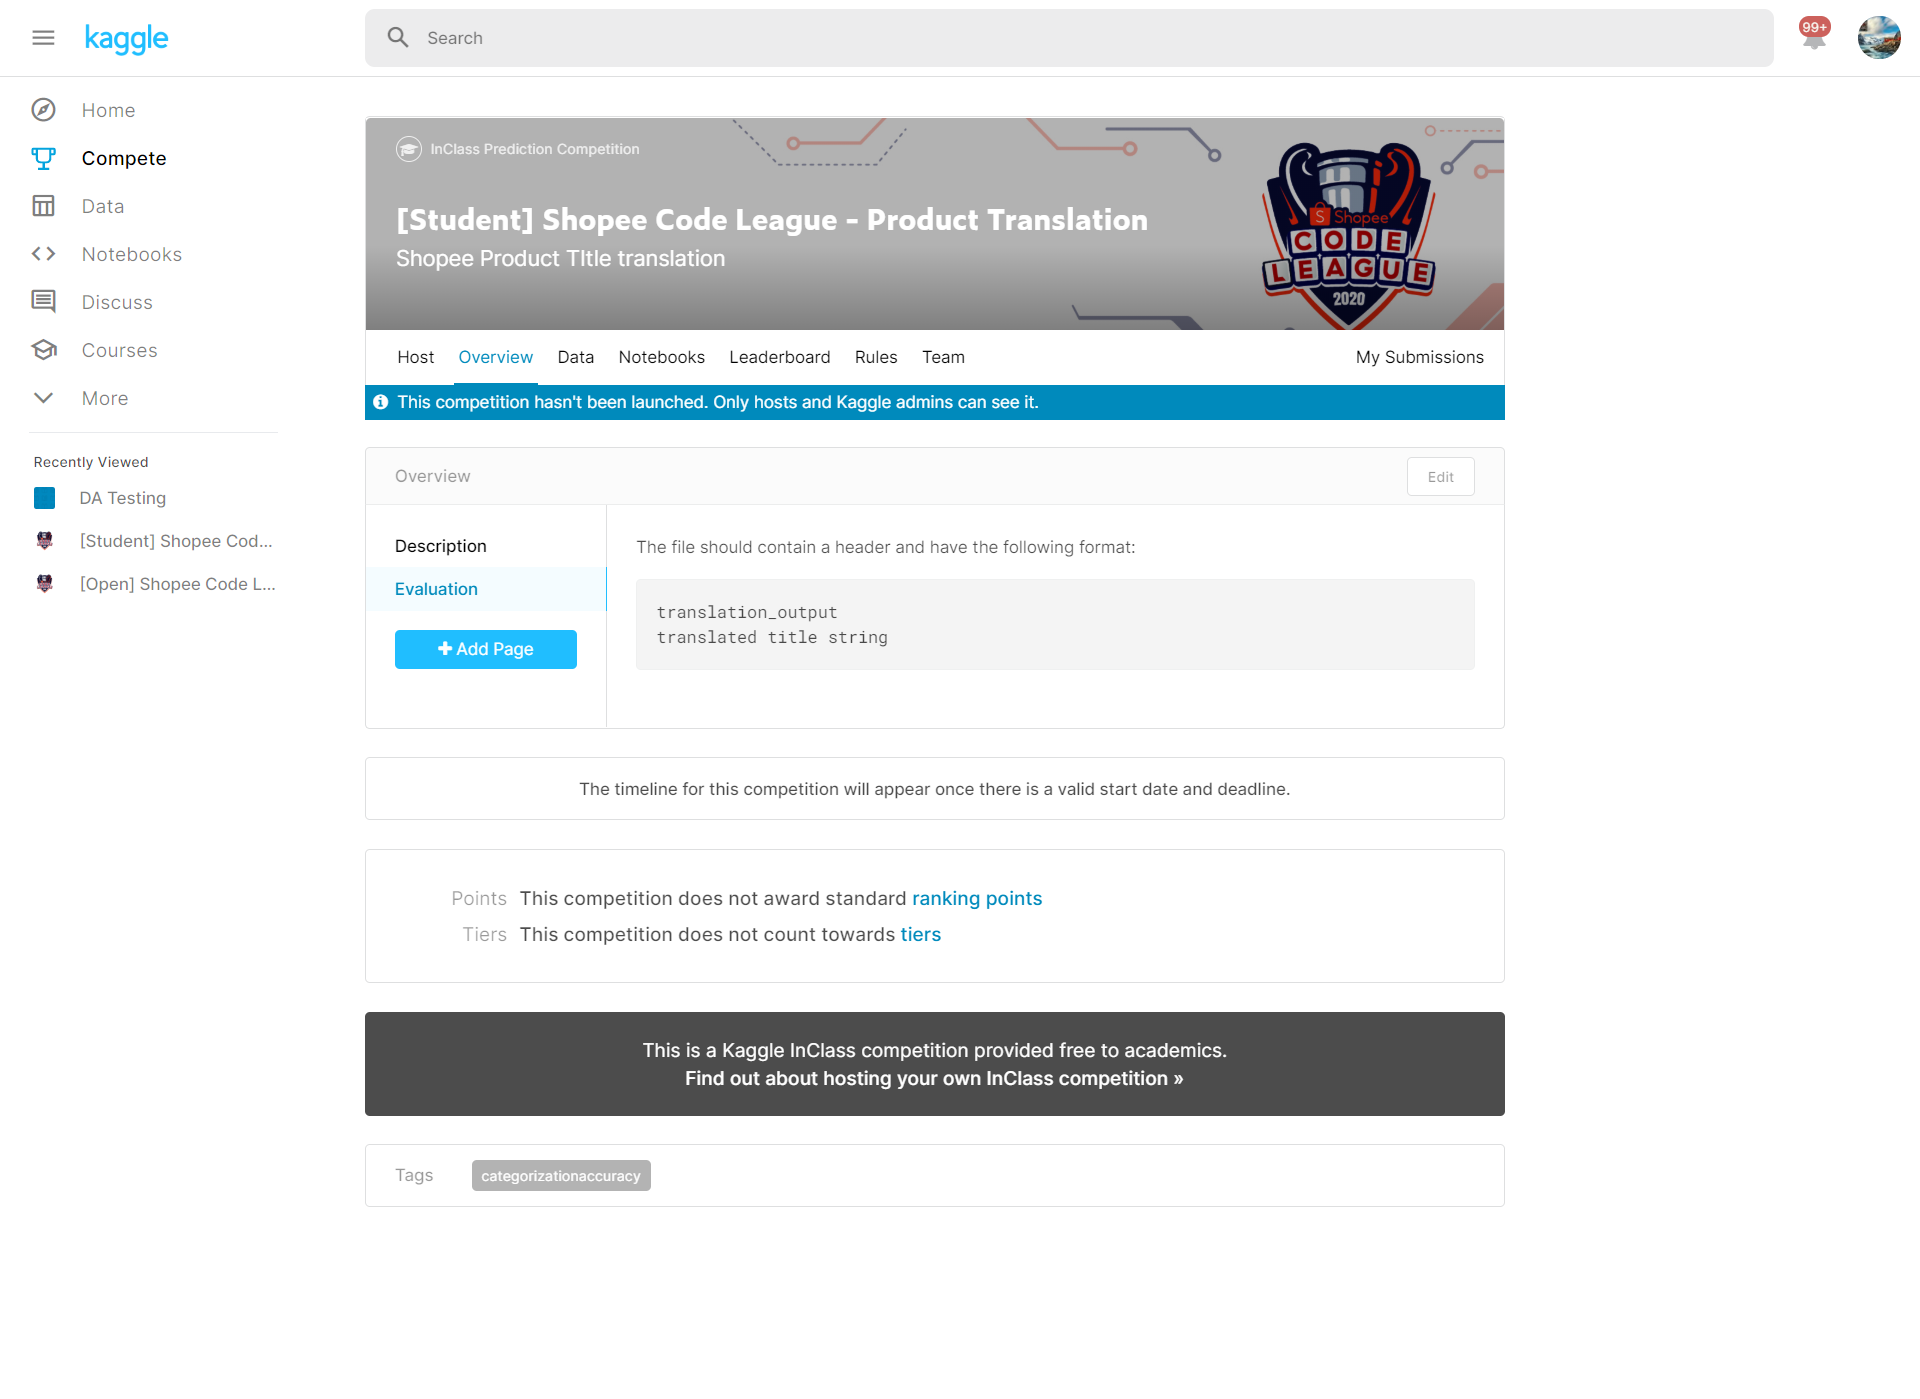 kaggle
Search
99+
Home
Compete
Data
Notebooks
Discuss
Courses
More
Recently Viewed
DA Testing
[Student] Shopee Cod...
[Open] Shopee Code L...
InClass Prediction Competition
[Student] Shopee Code League - Product Translation
Shopee Product TItle translation
S Shopee
CODE
LEAGUE
2020
Host Overview Data Notebooks Leaderboard Rules Team My Submissions
This competition hasn't been launched. Only hosts and Kaggle admins can see it.
Overview
Edit
Description
Evaluation
+ Add Page
The file should contain a header and have the following format:
translation_output
translated title string
The timeline for this competition will appear once there is a valid start date and deadline.
Points This competition does not award standard ranking points
Tiers This competition does not count towards tiers
This is a Kaggle InClass competition provided free to academics.
Find out about hosting your own InClass competition »
Tags categorizationaccuracy